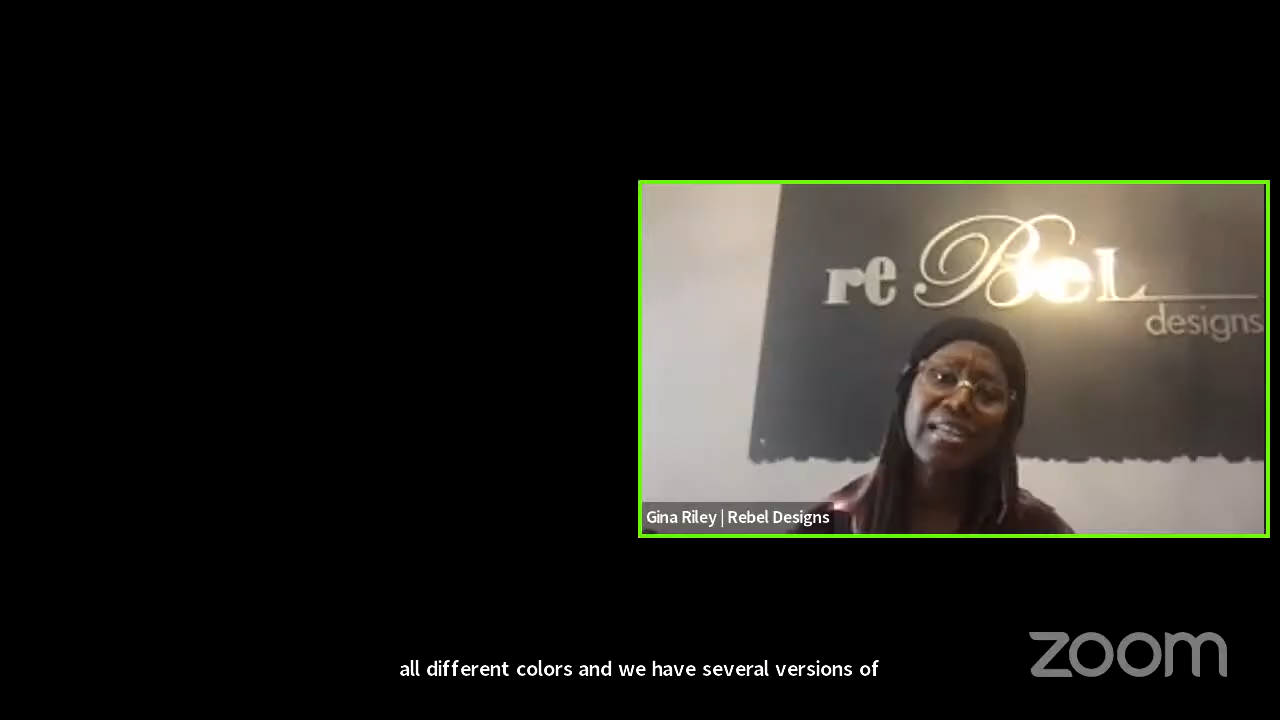 re BeL
designs
Gina Riley | Rebel Designs
all different colors and we have several versions of
zoom